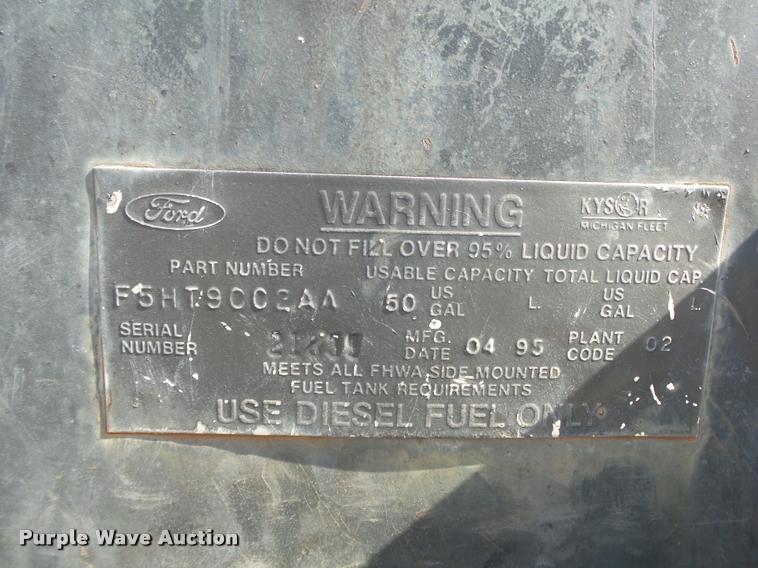 Ford WARNING KYSOR
MICHIGAN FLEET
DO NOT FILL OVER 95% LIQUID CAPACITY
PART NUMBER USABLE CAPACITY TOTAL LIQUID CAP.
F5HT9002AA 50 US GAL L. US GAL L.
SERIAL NUMBER MFG. DATE 04 95 PLANT CODE 02
MEETS ALL FHWA SIDE MOUNTED
FUEL TANK REQUIREMENTS
USE DIESEL FUEL ONLY
Purple Wave Auction